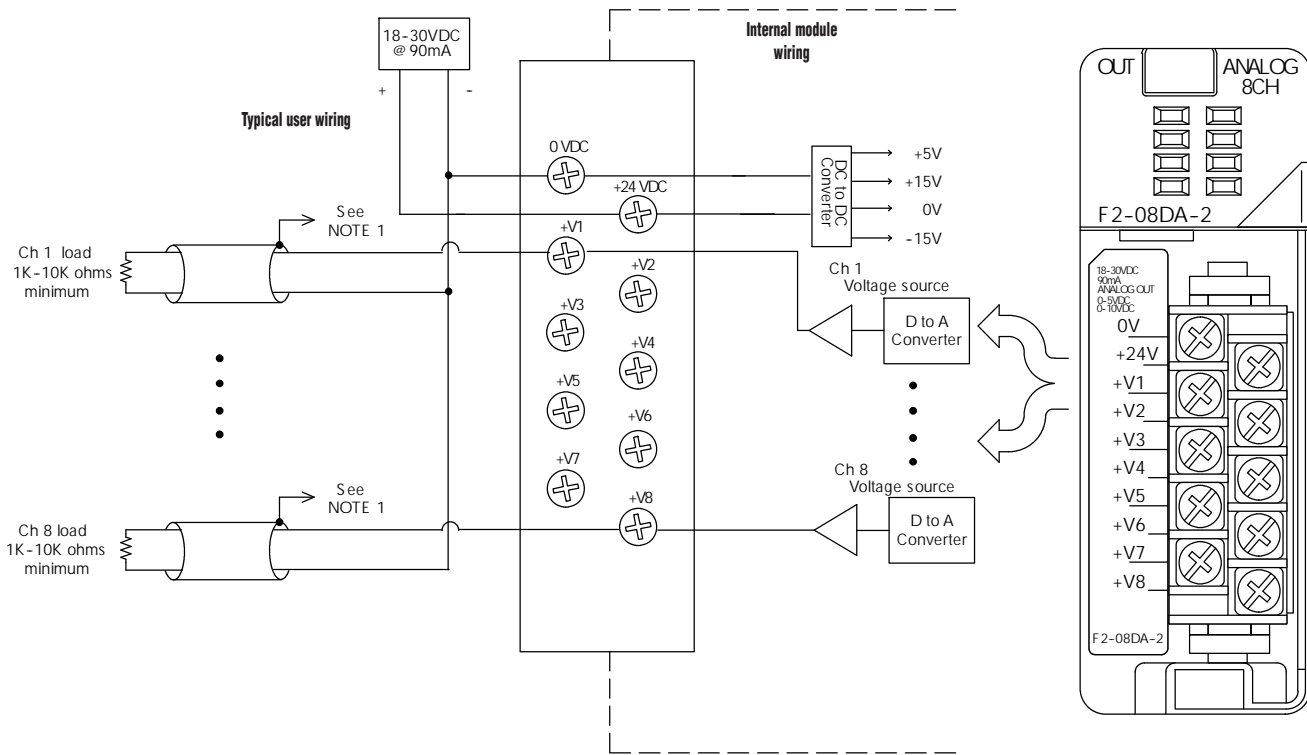 18-30VDC
@ 90mA
+
-
Typical user wiring
Internal module
wiring
0 VDC
+24 VDC
DC to DC
Converter
+5V
+15V
0V
-15V
See
NOTE 1
Ch 1 load
1K-10K ohms
minimum
+V1
+V2
+V3
+V4
+V5
+V6
+V7
+V8
Ch 1
Voltage source
D to A
Converter
Ch 8
Voltage source
D to A
Converter
See
NOTE 1
Ch 8 load
1K-10K ohms
minimum
OUT
ANALOG
8CH
F2-08DA-2
18-30VDC
90mA
ANALOG OUT
0-5VDC
0-10VDC
0V
+24V
+V1
+V2
+V3
+V4
+V5
+V6
+V7
+V8
F2-08DA-2